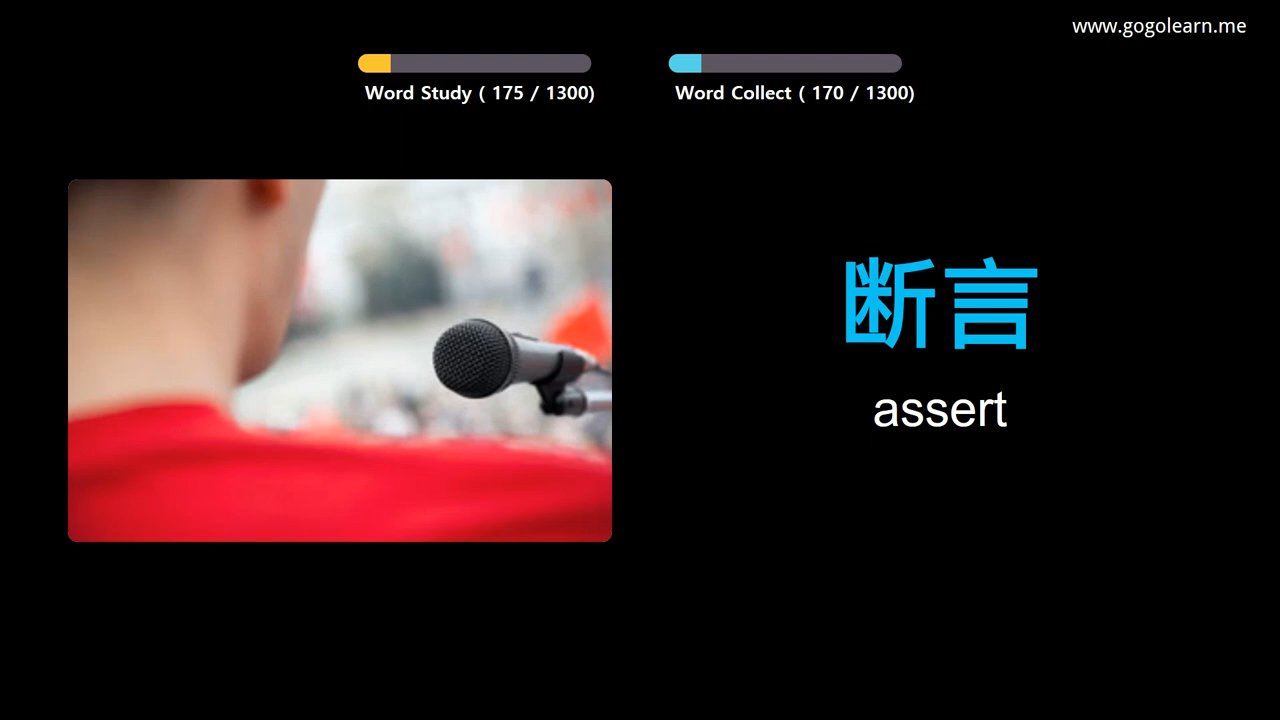 www.gogolearn.me
Word Study ( 175 / 1300)
Word Collect ( 170 / 1300)
断言
assert